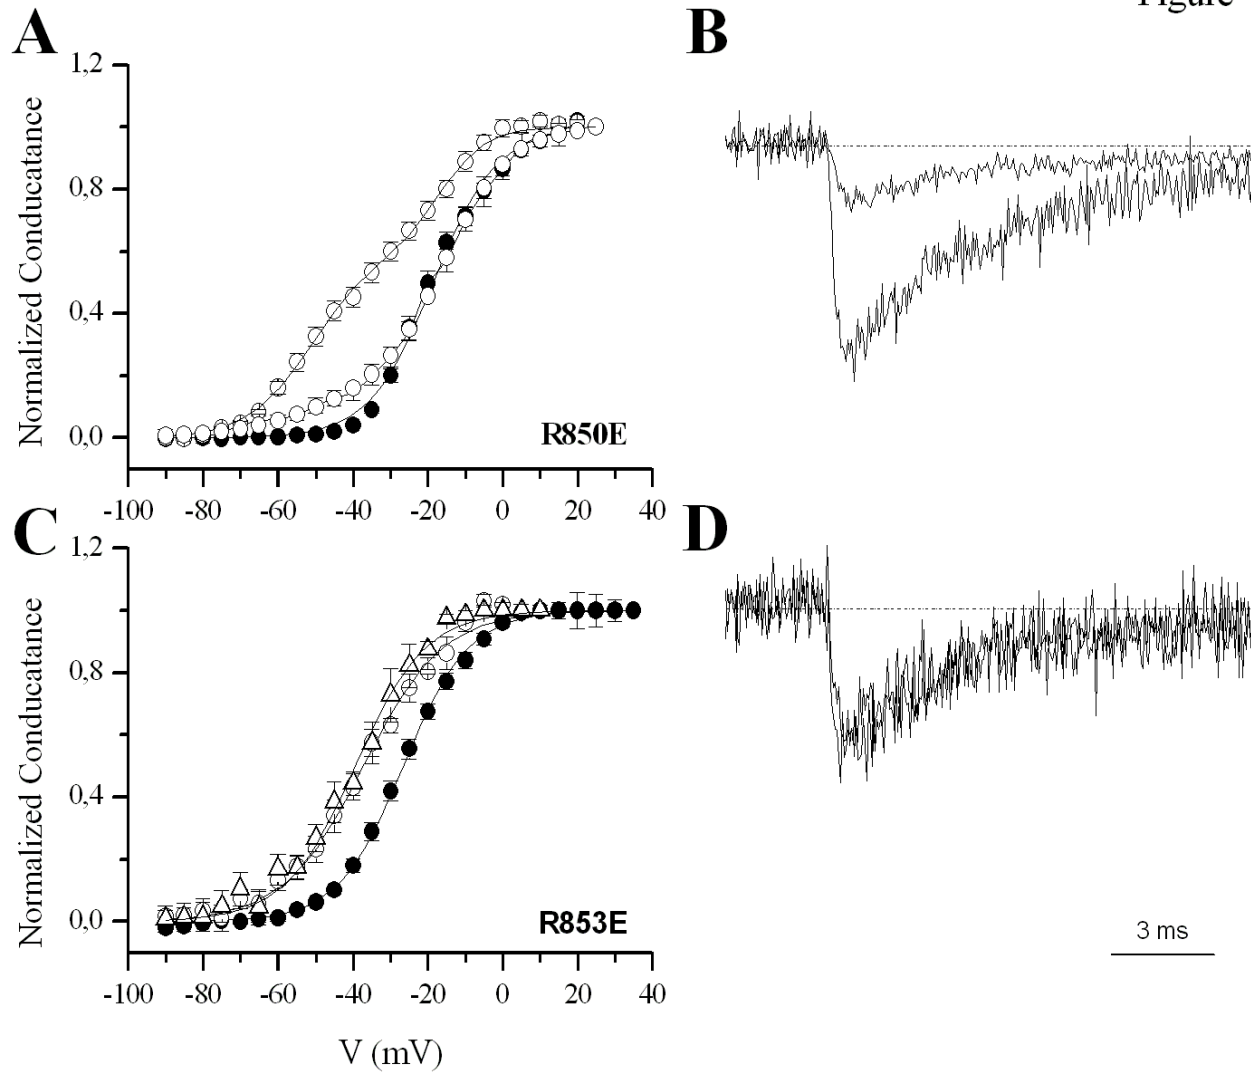 Figure
A
B
1,2
0,8
0,4
0,0
Normalized Conducatance
R850E
-100 -80 -60 -40 -20 0 20 40
C
D
1,2
0,8
0,4
0,0
Normalized Conducatance
R853E
-100 -80 -60 -40 -20 0 20 40
V (mV)
3 ms